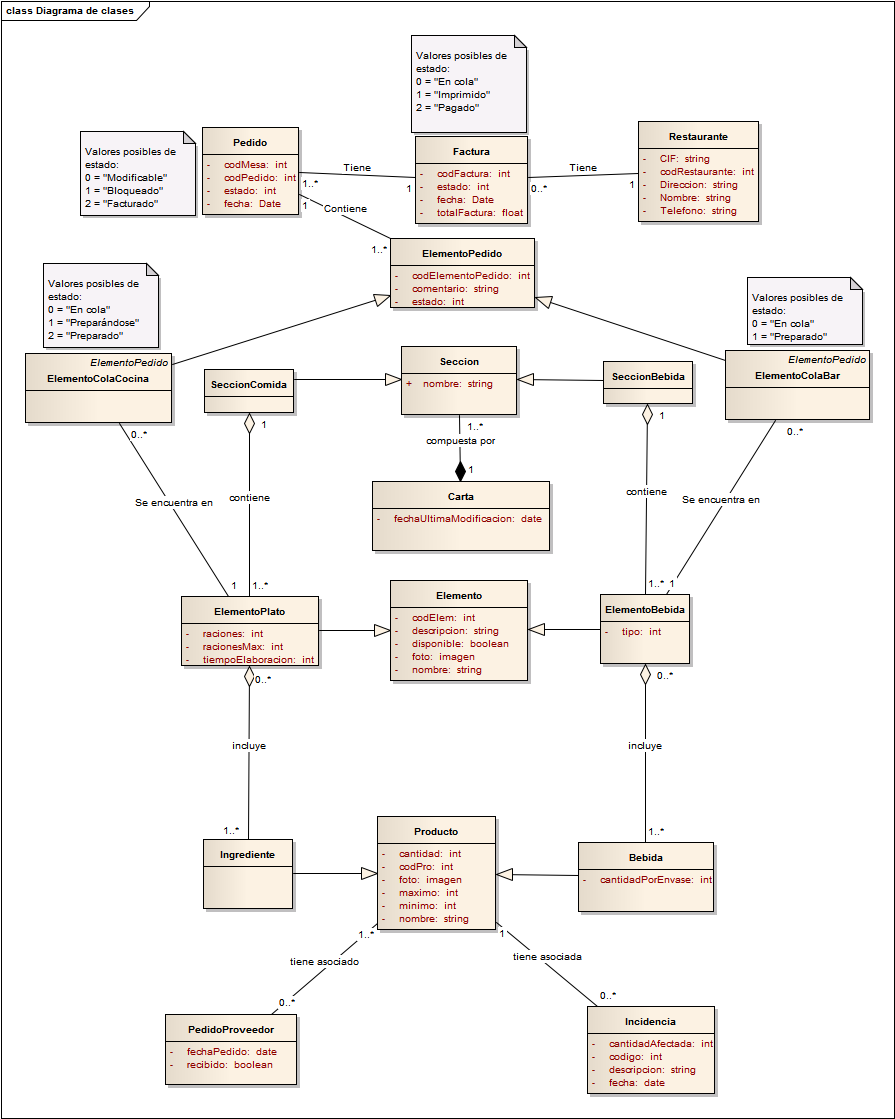 class Diagrama de clases
Valores posibles de
estado:
0 = "En cola"
1 = "Imprimido"
2 = "Pagado"
Valores posibles de
estado:
0 = "Modificable"
1 = "Bloqueado"
2 = "Facturado"
Pedido
- codMesa: int
- codPedido: int
- estado: int
- fecha: Date
Tiene
1..*
1
Factura
- codFactura: int
- estado: int
- fecha: Date
- totalFactura: float
Tiene
0..*
1
Restaurante
- CIF: string
- codRestaurante: int
- Direccion: string
- Nombre: string
- Telefono: string
1
Contiene
1..*
ElementoPedido
- codElementoPedido: int
- comentario: string
- estado: int
Valores posibles de
estado:
0 = "En cola"
1 = "Preparándose"
2 = "Preparado"
Valores posibles de
estado:
0 = "En cola"
1 = "Preparado"
ElementoPedido
ElementoColaCocina
SeccionComida
Seccion
+ nombre: string
SeccionBebida
ElementoPedido
ElementoColaBar
0..*
1
1..*
compuesta por
1
1
0..*
Carta
- fechaUltimaModificacion: date
Se encuentra en
contiene
contiene
Se encuentra en
1
1..*
1..*
1
ElementoPlato
- raciones: int
- racionesMax: int
- tiempoElaboracion: int
Elemento
- codElem: int
- descripcion: string
- disponible: boolean
- foto: imagen
- nombre: string
ElementoBebida
- tipo: int
0..*
0..*
incluye
incluye
1..*
1..*
Ingrediente
Producto
- cantidad: int
- codPro: int
- foto: imagen
- maximo: int
- minimo: int
- nombre: string
Bebida
- cantidadPorEnvase: int
1..*
1
tiene asociado
tiene asociada
0..*
0..*
PedidoProveedor
- fechaPedido: date
- recibido: boolean
Incidencia
- cantidadAfectada: int
- codigo: int
- descripcion: string
- fecha: date